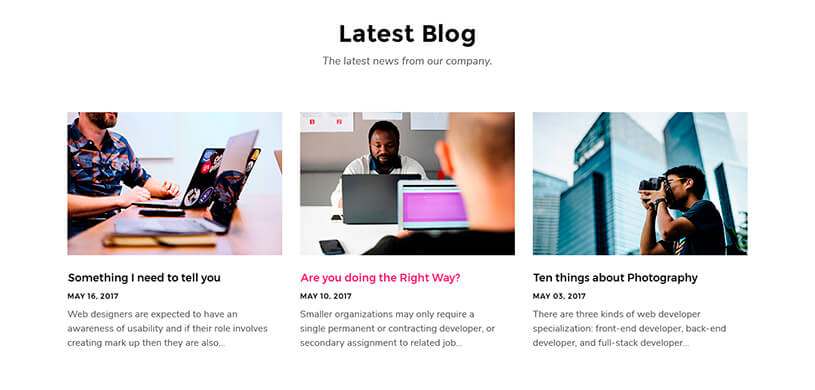 Latest Blog
The latest news from our company.
Something I need to tell you
MAY 16, 2017
Web designers are expected to have an
awareness of usability and if their role involves
creating mark up then they are also...
Are you doing the Right Way?
MAY 10, 2017
Smaller organizations may only require a
single permanent or contracting developer, or
secondary assignment to related job...
Ten things about Photography
MAY 03, 2017
There are three kinds of web developer
specialization: front-end developer, back-end
developer, and full-stack developer...